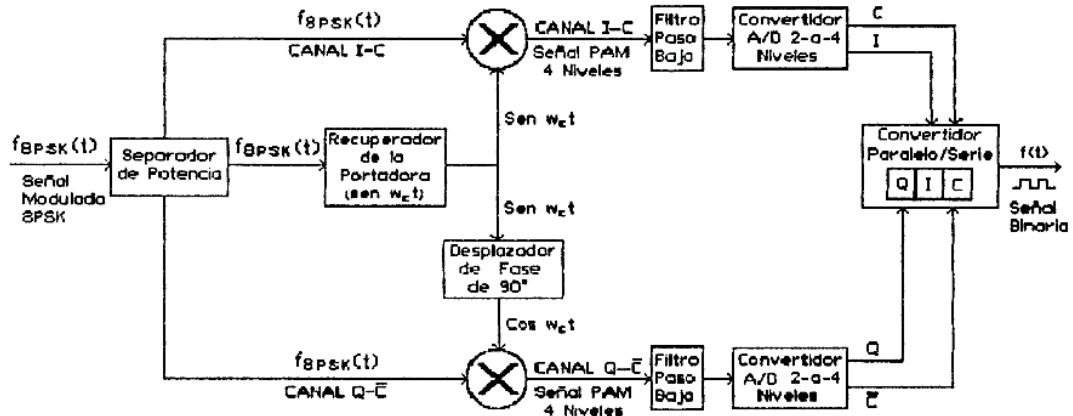 f8PSK(t)
CANAL I-C
CANAL I-C
Señal PAM
4 Niveles
Filtro
Paso
Baja
Convertidor
A/D 2-a-4
Niveles
C
I
Sen wct
f8PSK(t)
Señal
Modulada
8PSK
Separador
de Potencia
f8PSK(t)
Recuperador
de la
Portadora
(sen wct)
Sen wct
Desplazador
de Fase
de 90°
Cos wct
Convertidor
Paralelo/Serie
Q I C
f(t)
Señal
Binaria
f8PSK(t)
CANAL Q-C̅
CANAL Q-C̅
Señal PAM
4 Niveles
Filtro
Paso
Baja
Convertidor
A/D 2-a-4
Niveles
Q
C̅